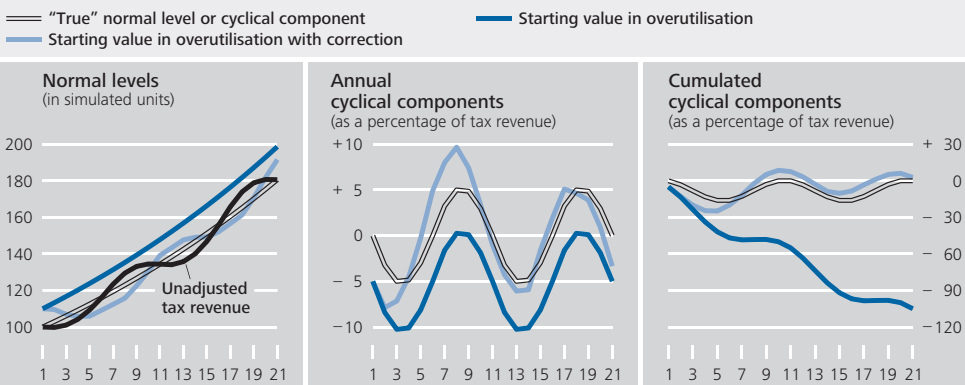 “True” normal level or cyclical component
Starting value in overutilisation
Starting value in overutilisation with correction
Normal levels
(in simulated units)
200
180
160
140
120
100
Unadjusted
tax revenue
1 3 5 7 9 11 13 15 17 19 21
Annual
cyclical components
(as a percentage of tax revenue)
+ 10
+ 5
0
– 5
– 10
1 3 5 7 9 11 13 15 17 19 21
Cumulated
cyclical components
(as a percentage of tax revenue)
+ 30
0
– 30
– 60
– 90
– 120
1 3 5 7 9 11 13 15 17 19 21